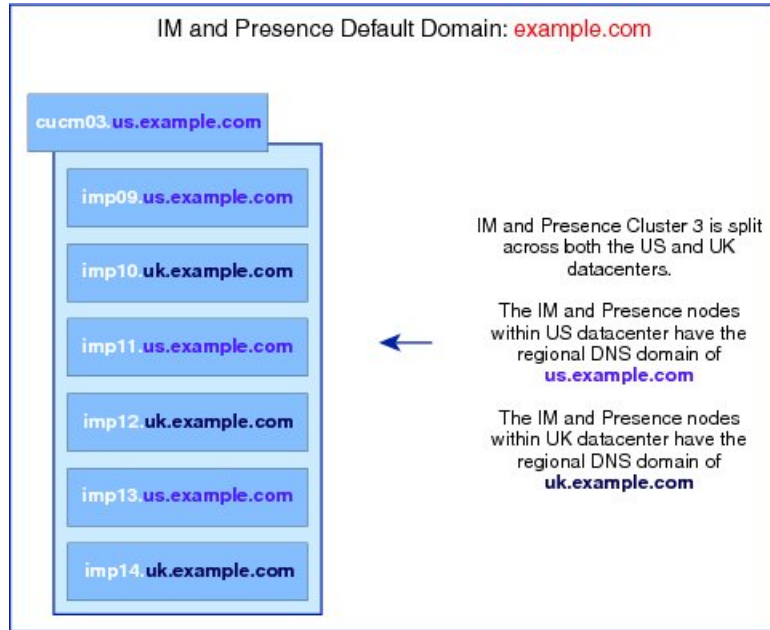 IM and Presence Default Domain: example.com
cucm03.us.example.com
imp09.us.example.com
imp10.uk.example.com
imp11.us.example.com
imp12.uk.example.com
imp13.us.example.com
imp14.uk.example.com
IM and Presence Cluster 3 is split
across both the US and UK
datacenters.
The IM and Presence nodes
within US datacenter have the
regional DNS domain of
us.example.com
The IM and Presence nodes
within UK datacenter have the
regional DNS domain of
uk.example.com